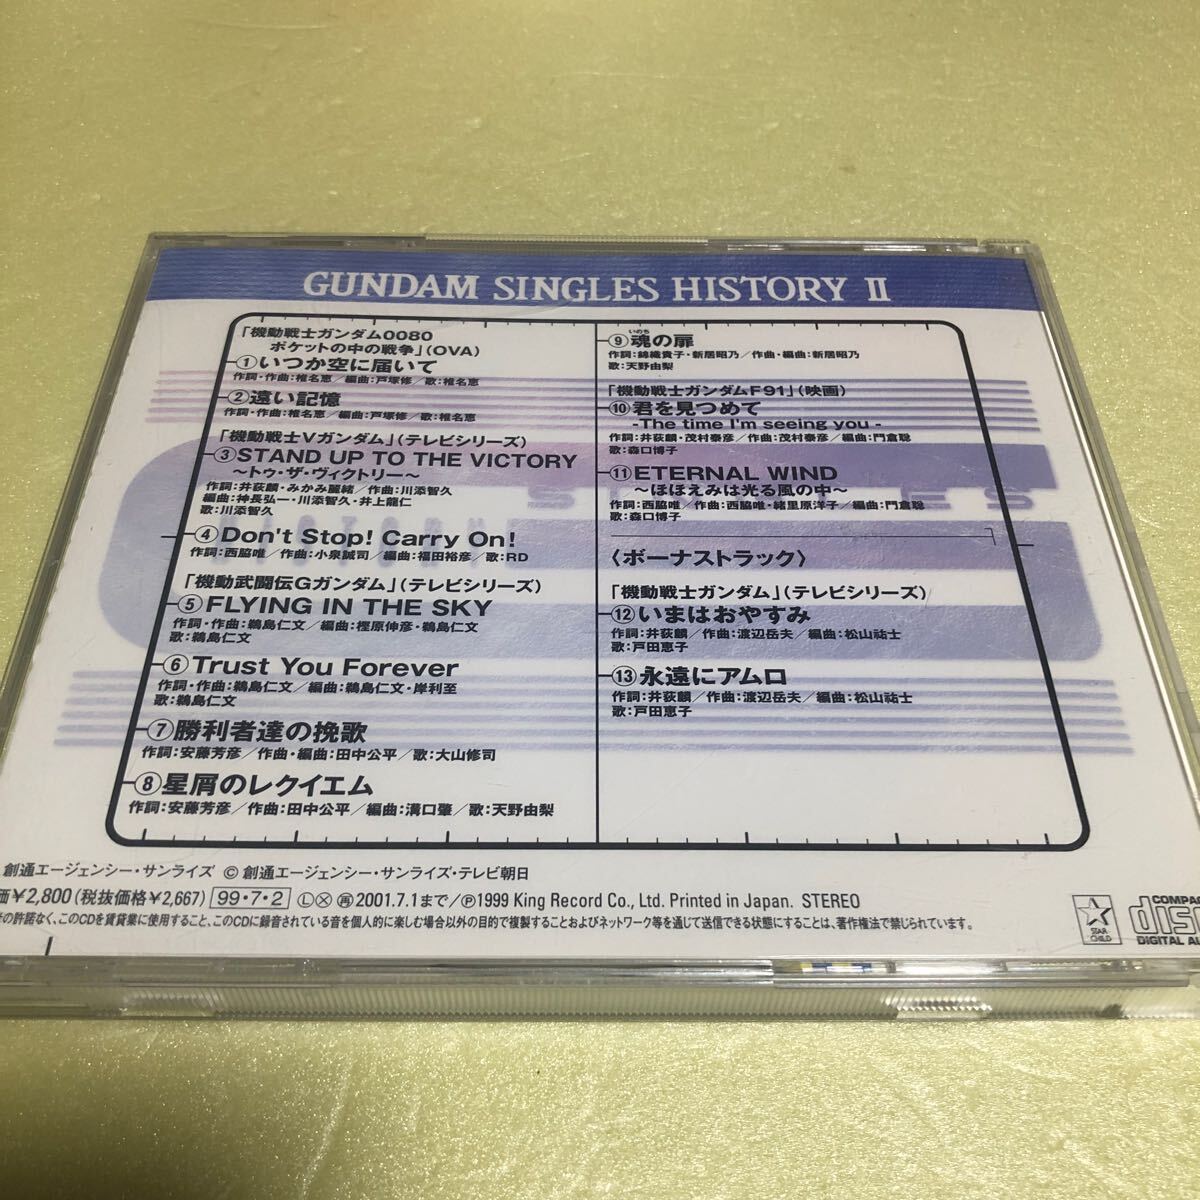 GUNDAM SINGLES HISTORY II
「機動戦士ガンダム0080
ポケットの中の戦争」(OVA)
①いつか空に届いて
作詞・作曲:椎名恵/編曲:戸塚修/歌:椎名恵
②遠い記憶
作詞・作曲:椎名恵/編曲:戸塚修/歌:椎名恵
「機動戦士Vガンダム」(テレビシリーズ)
③STAND UP TO THE VICTORY
〜トゥ・ザ・ヴィクトリー〜
作詞:井荻麟・みかみ麗緒/作曲:川添智久
編曲:神長弘一・川添智久・井上龍仁
歌:川添智久
④Don't Stop! Carry On!
作詞:西脇唯/作曲:小泉誠司/編曲:福田裕彦/歌:RD
「機動武闘伝Gガンダム」(テレビシリーズ)
⑤FLYING IN THE SKY
作詞・作曲:鵜島仁文/編曲:樫原伸彦・鵜島仁文
歌:鵜島仁文
⑥Trust You Forever
作詞・作曲:鵜島仁文/編曲:鵜島仁文・岸利至
歌:鵜島仁文
⑦勝利者達の挽歌
作詞:安藤芳彦/作曲・編曲:田中公平/歌:大山修司
⑧星屑のレクイエム
作詞:安藤芳彦/作曲:田中公平/編曲:溝口肇/歌:天野由梨
いのち
⑨魂の扉
作詞:錦織貴子・新居昭乃/作曲・編曲:新居昭乃
歌:天野由梨
「機動戦士ガンダムF91」(映画)
⑩君を見つめて
-The time I'm seeing you-
作詞:井荻麟・茂村泰彦/作曲:茂村泰彦/編曲:門倉聡
歌:森口博子
⑪ETERNAL WIND
〜ほほえみは光る風の中〜
作詞:西脇唯/作曲:西脇唯・緒里原洋子/編曲:門倉聡
歌:森口博子
〈ボーナストラック〉
「機動戦士ガンダム」(テレビシリーズ)
⑫いまはおやすみ
作詞:井荻麟/作曲:渡辺岳夫/編曲:松山祐士
歌:戸田恵子
⑬永遠にアムロ
作詞:井荻麟/作曲:渡辺岳夫/編曲:松山祐士
歌:戸田恵子
創通エージェンシー・サンライズ © 創通エージェンシー・サンライズ・テレビ朝日
価¥2,800(税抜価格¥2,667) 99・7・2 Ⓛ Ⓧ 再 2001.7.1まで/Ⓟ1999 King Record Co., Ltd. Printed in Japan. STEREO
の許諾なく、このCDを賃貸業に使用すること、このCDに録音されている音を個人的に楽しむ場合以外の目的で複製することおよびネットワーク等を通じて送信できる状態にすることは、著作権法で禁じられています。
STAR
CHILD
COMPAC
disc
DIGITAL AU